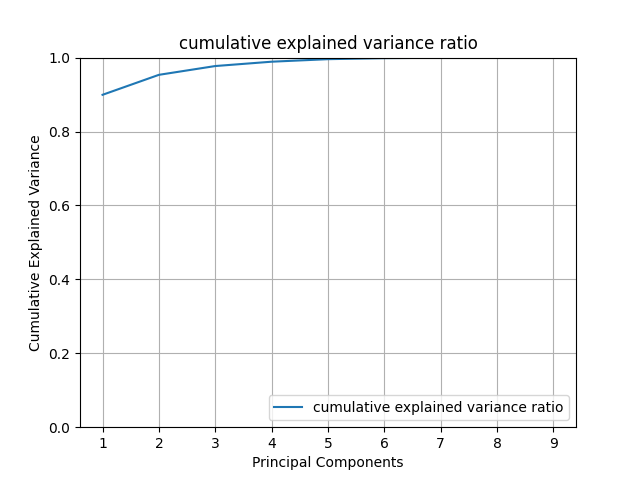 cumulative explained variance ratio
Cumulative Explained Variance
1.0
0.8
0.6
0.4
0.2
0.0
cumulative explained variance ratio
1 2 3 4 5 6 7 8 9
Principal Components